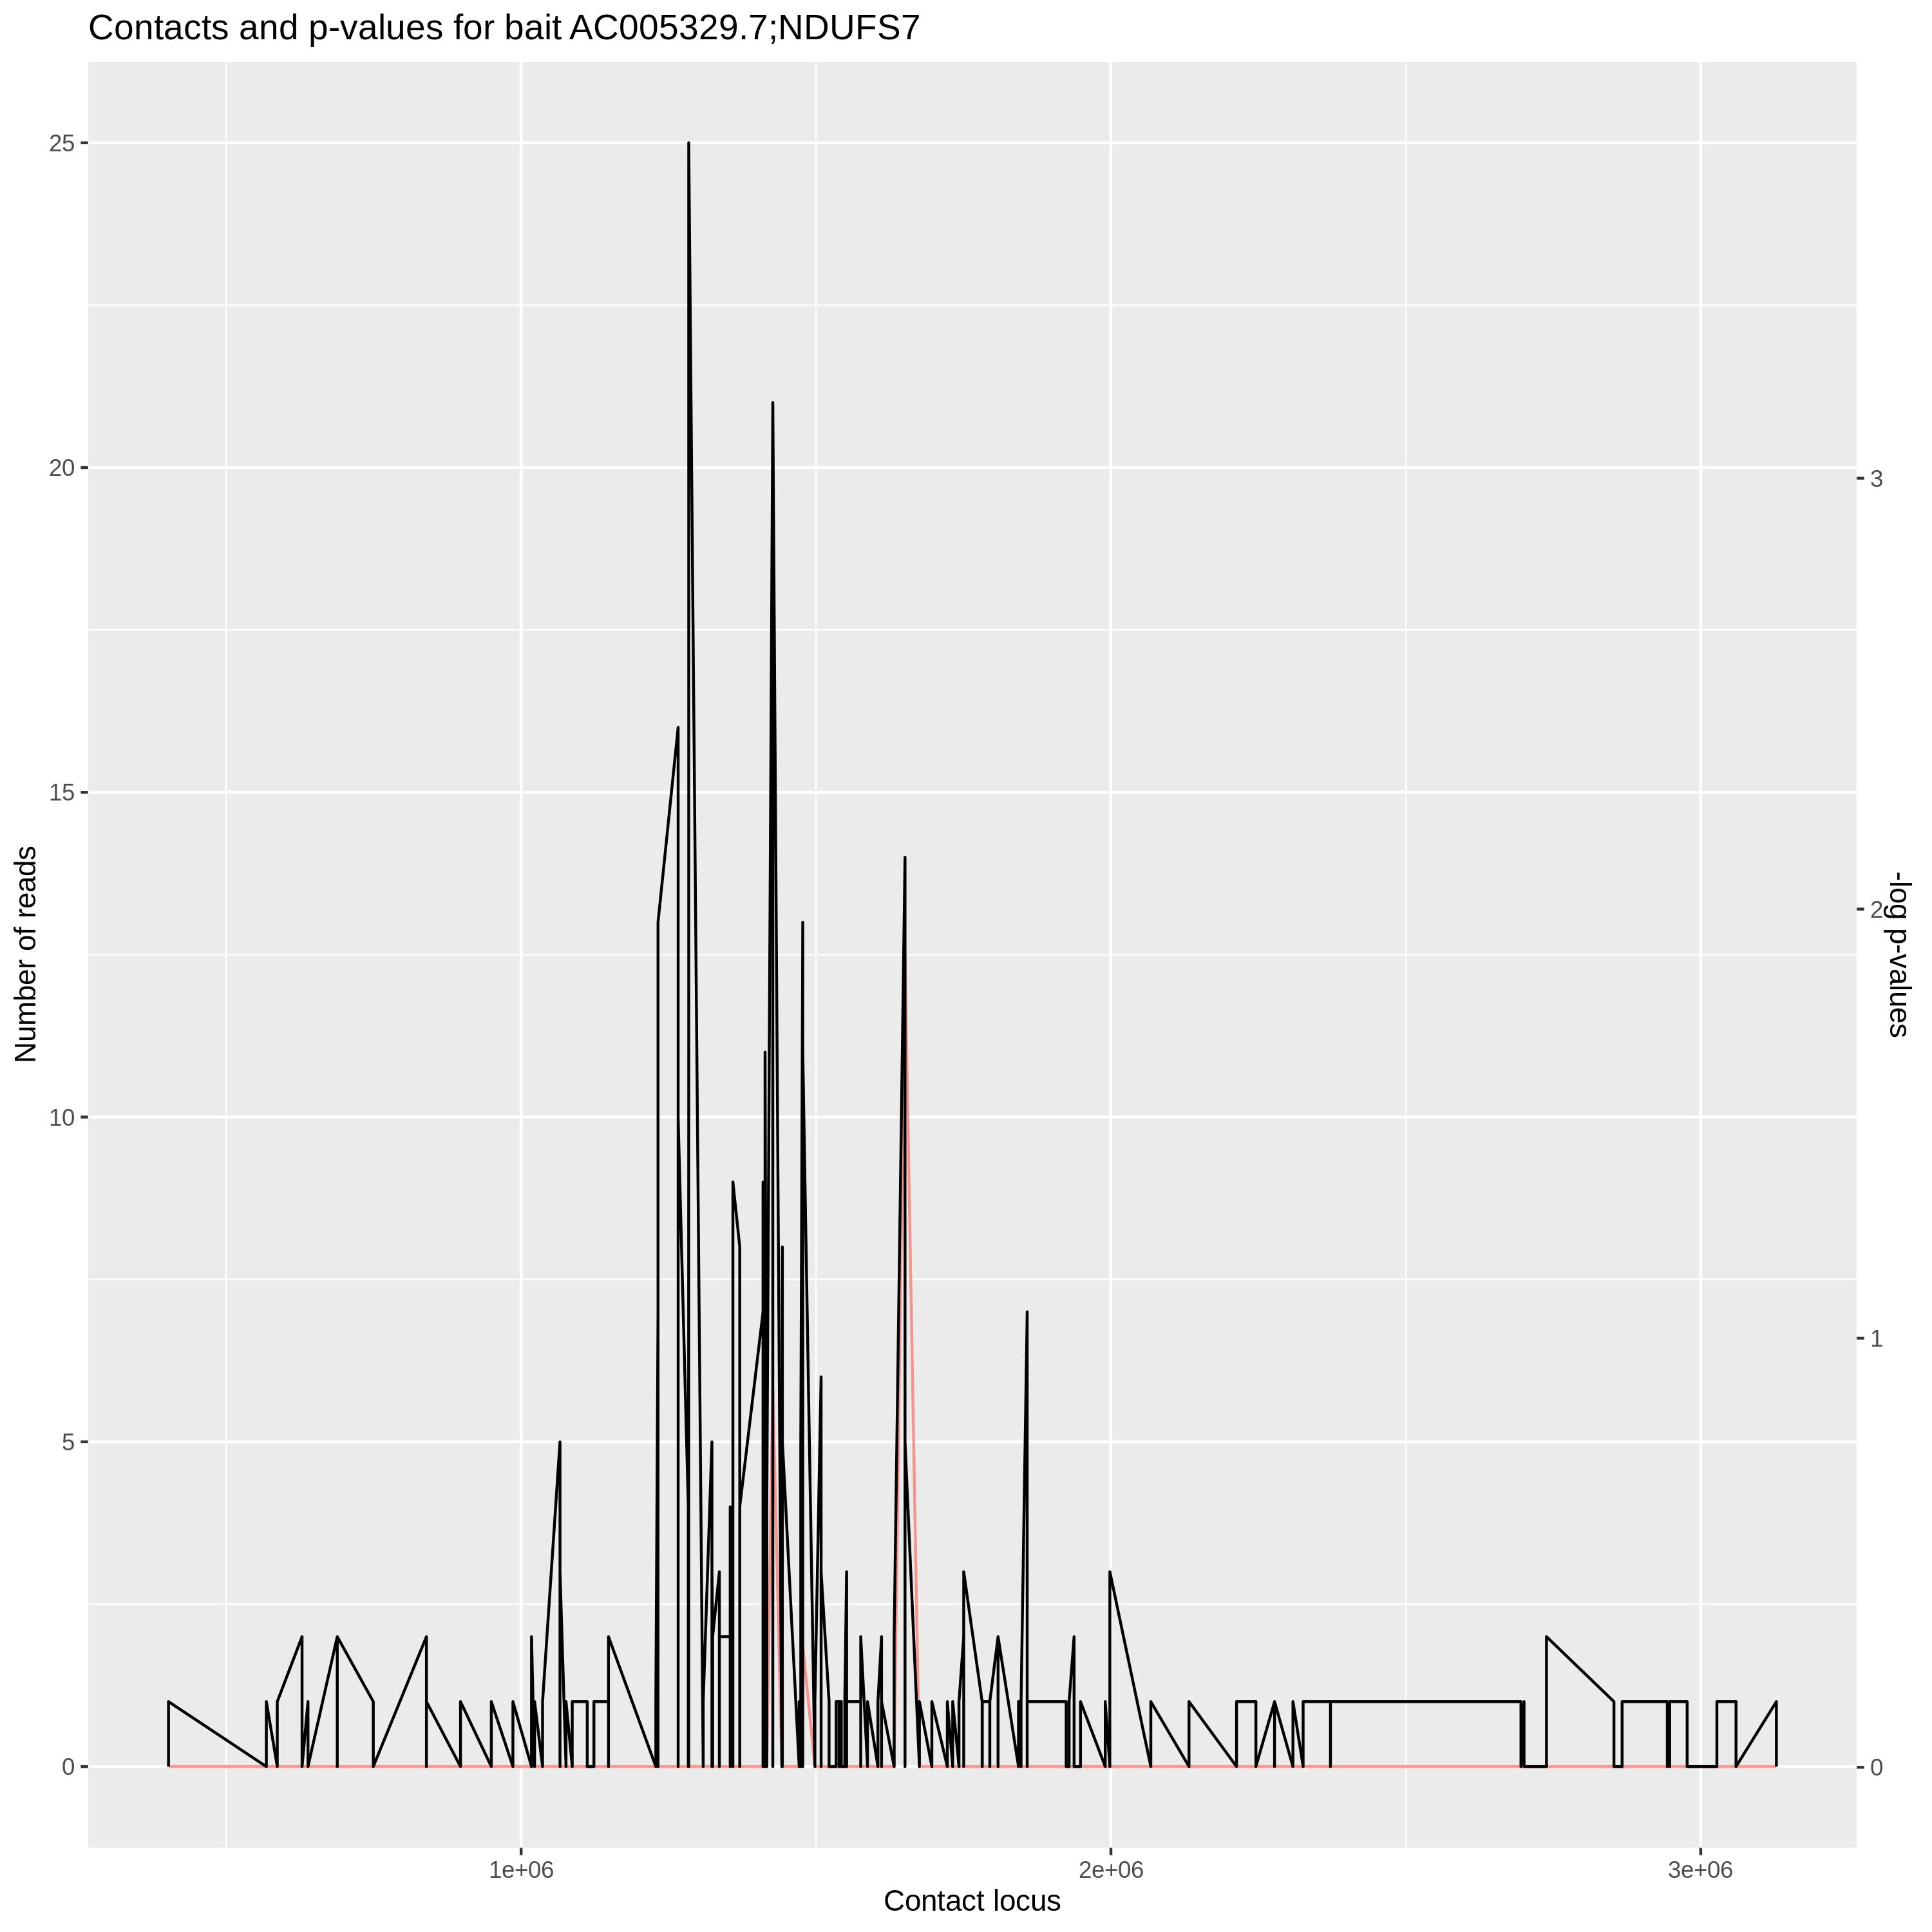 Contacts and p-values for bait AC005329.7;NDUFS7
25
20
15
10
5
0
Number of reads
3
2
1
0
-log p-values
1e+06
2e+06
3e+06
Contact locus